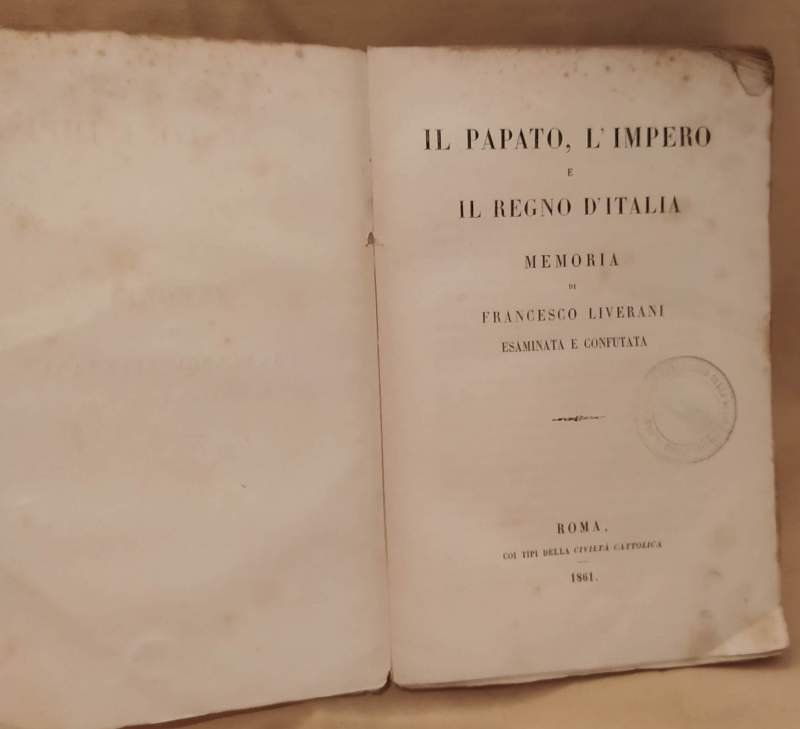 IL PAPATO, L'IMPERO
E
IL REGNO D'ITALIA
MEMORIA
DI
FRANCESCO LIVERANI
ESAMINATA E CONFUTATA
ROMA.
COI TIPI DELLA CIVILTÀ CATTOLICA
1861.